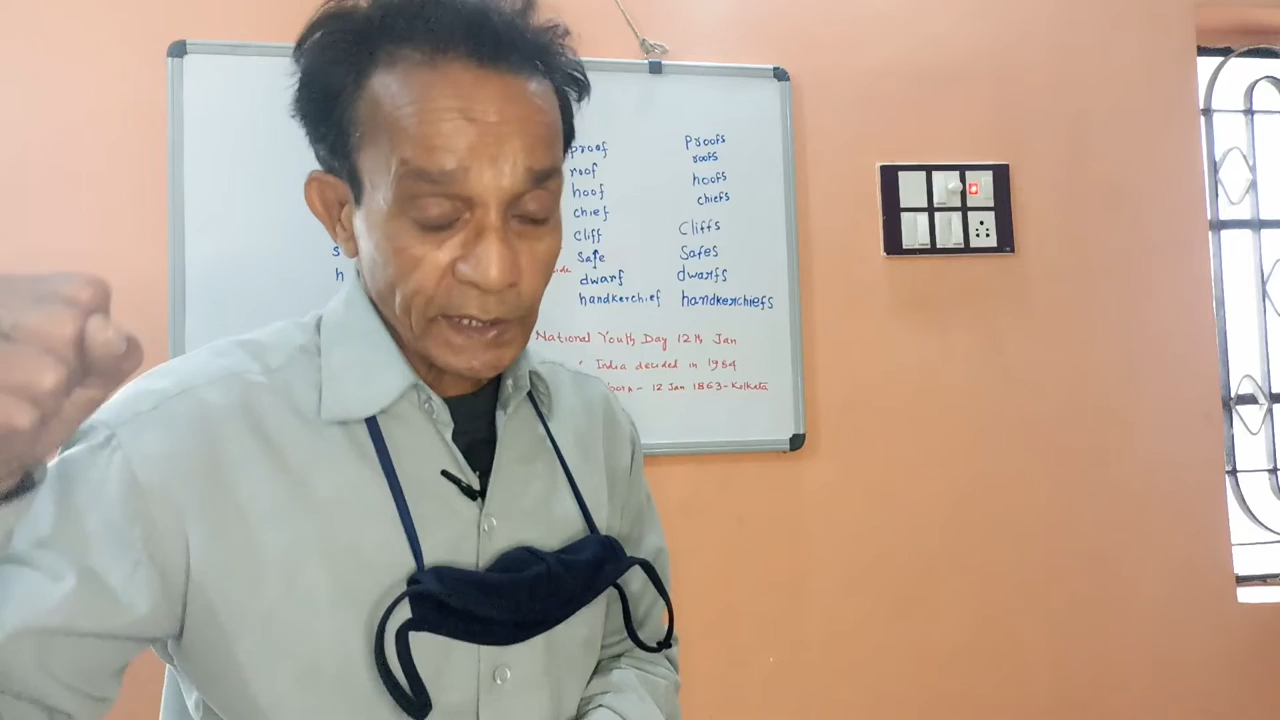 proof Proofs
roof roofs
hoof hoofs
chief chiefs
cliff Cliffs
s safe Safes
h dwarf dwarfs
handkerchief handkerchiefs
National Youth Day 12th Jan
India decided in 1984
born - 12 Jan 1863 - Kolkata